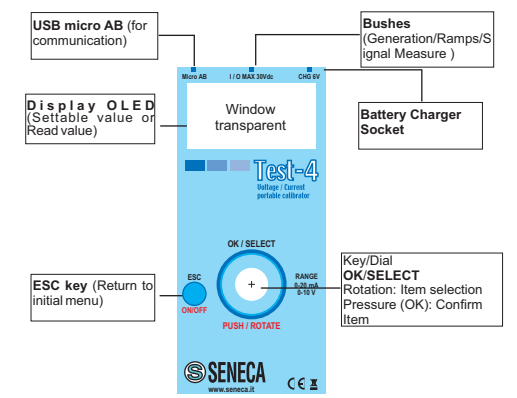 USB micro AB (for
communication)
Bushes
(Generation/Ramps/S
ignal Measure )
Micro AB
I / O MAX 30Vdc
CHG 6V
Display OLED
(Settable value or
Read value)
Window
transparent
Battery Charger
Socket
Test-4
Voltage / Current
portable calibrator
OK / SELECT
ESC
ON/OFF
+
RANGE
0-20 mA
0-10 V
PUSH / ROTATE
ESC key (Return to
initial menu)
Key/Dial
OK/SELECT
Rotation: Item selection
Pressure (OK): Confirm
Item
SENECA
www.seneca.it
CE